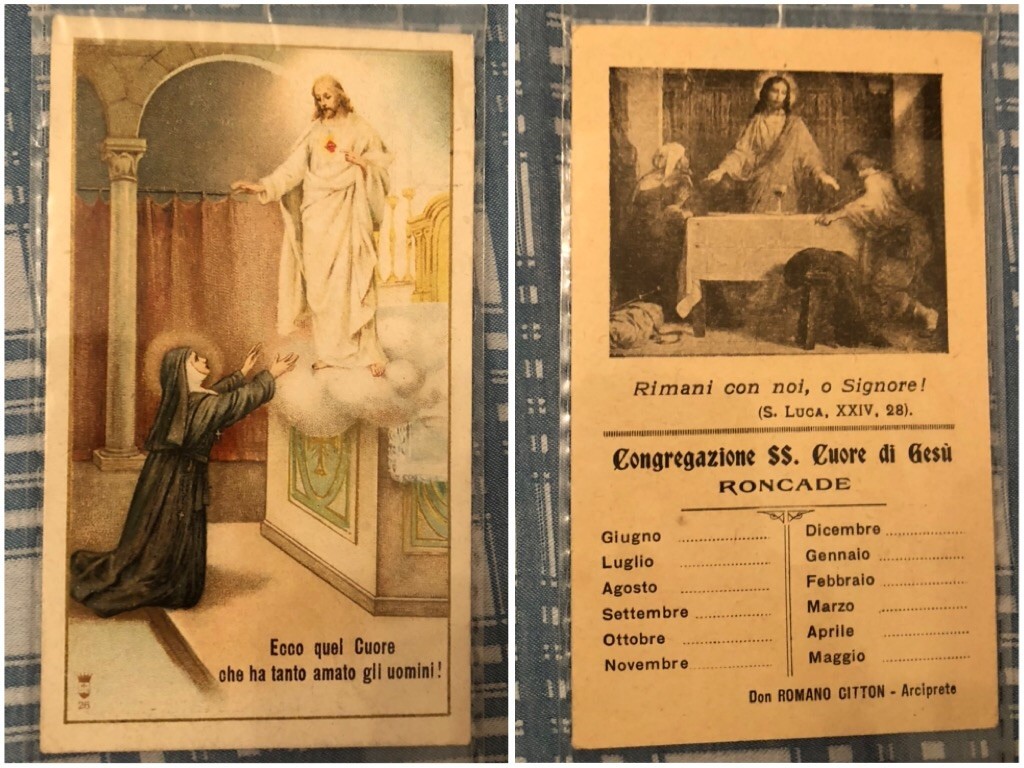 Ecco quel Cuore
che ha tanto amato gli uomini!
26
Rimani con noi, o Signore!
(S. LUCA, XXIV, 28).
Congregazione SS. Cuore di Gesù
RONCADE
Giugno
Luglio
Agosto
Settembre
Ottobre
Novembre
Dicembre
Gennaio
Febbraio
Marzo
Aprile
Maggio
Don ROMANO CITTON - Arciprete